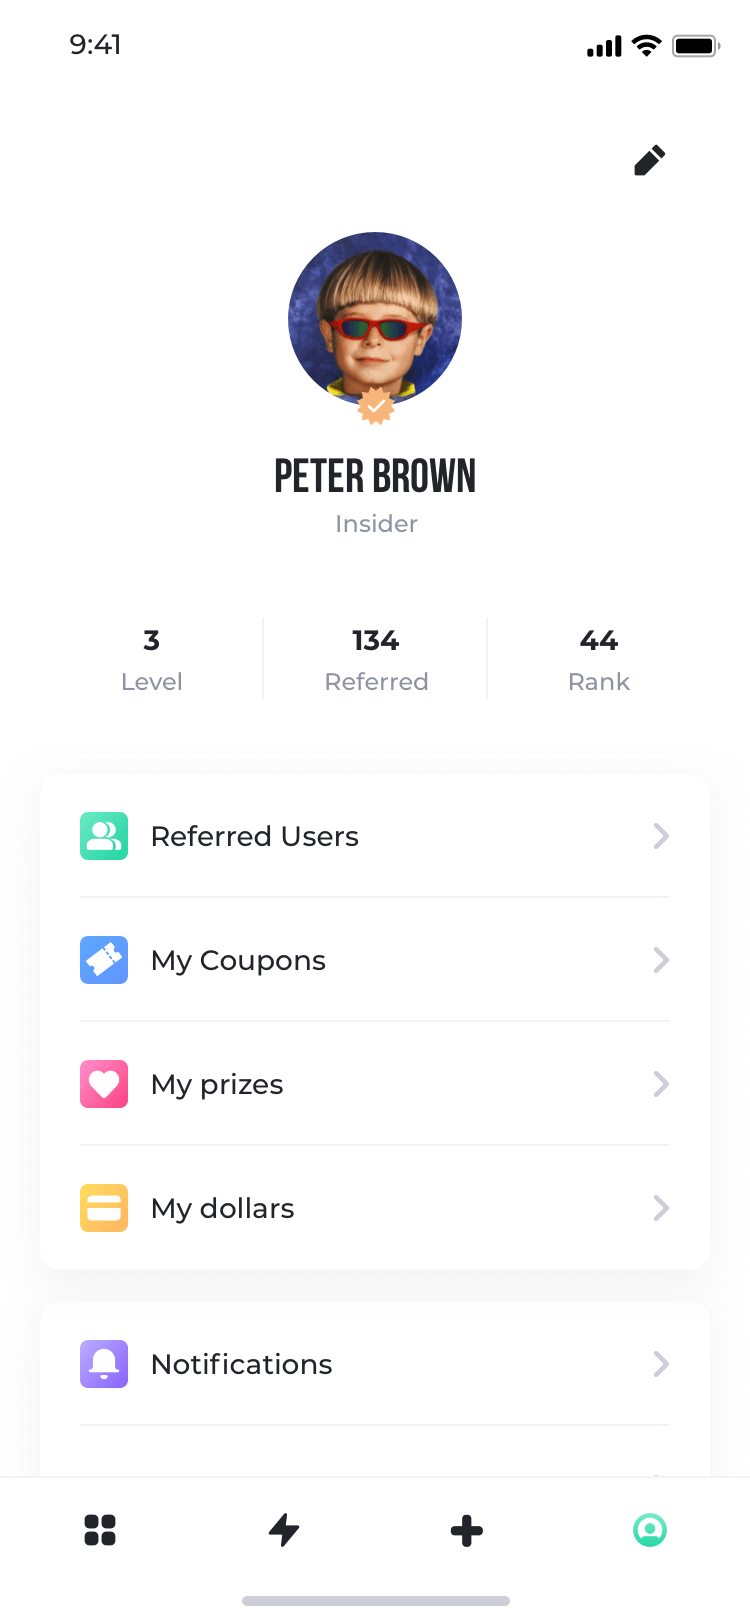 9:41
PETER BROWN
Insider
3 134 44
Level Referred Rank
Referred Users
My Coupons
My prizes
My dollars
Notifications